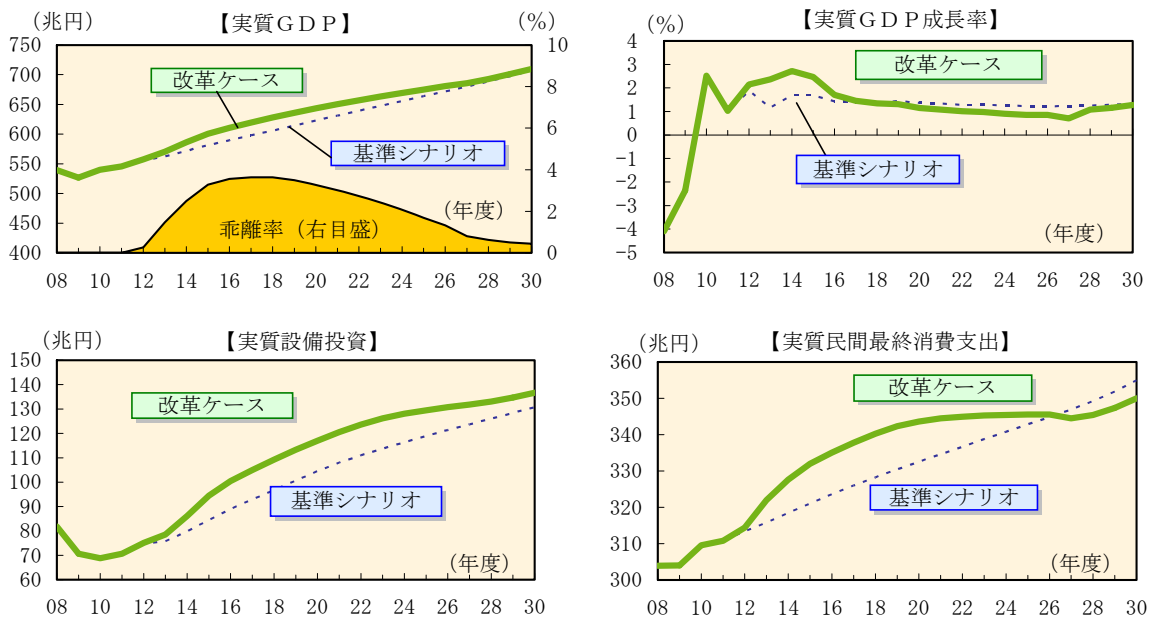 （兆円）
【実質ＧＤＰ】
（％）
750
700
650
600
550
500
450
400
10
8
6
4
2
0
改革ケース
基準シナリオ
（年度）
乖離率（右目盛）
08 10 12 14 16 18 20 22 24 26 28 30
（％）
【実質ＧＤＰ成長率】
4
3
2
1
0
−1
−2
−3
−4
−5
改革ケース
基準シナリオ
（年度）
08 10 12 14 16 18 20 22 24 26 28 30
（兆円）
【実質設備投資】
150
140
130
120
110
100
90
80
70
60
改革ケース
基準シナリオ
（年度）
08 10 12 14 16 18 20 22 24 26 28 30
（兆円）
【実質民間最終消費支出】
360
350
340
330
320
310
300
改革ケース
基準シナリオ
（年度）
08 10 12 14 16 18 20 22 24 26 28 30